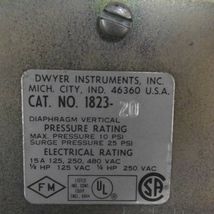 DWYER INSTRUMENTS, INC.
MICH. CITY, IND. 46360 U.S.A.
CAT. NO. 1823-20
DIAPHRAGM VERTICAL
PRESSURE RATING
MAX. PRESSURE 10 PSI
SURGE PRESSURE 25 PSI
ELECTRICAL RATING
15A 125, 250, 480 VAC
⅛ HP 125 VAC ¼ HP 250 VAC
FM UL SA